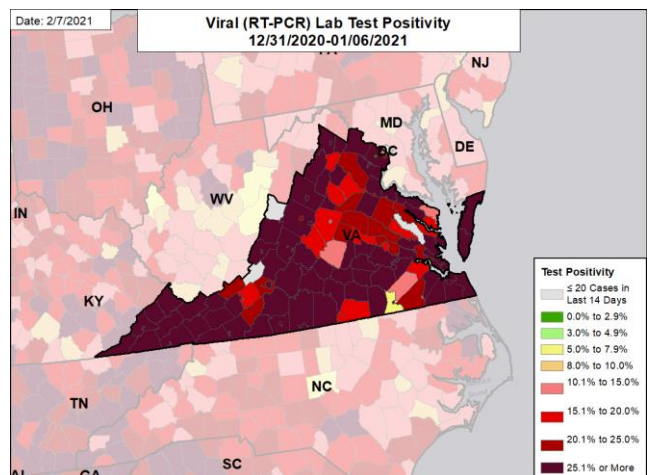 Date: 2/7/2021
Viral (RT-PCR) Lab Test Positivity
12/31/2020-01/06/2021
NJ
OH
MD
DC
DE
WV
IN
VA
KY
NC
TN
SC
Test Positivity
≤ 20 Cases in
Last 14 Days
0.0% to 2.9%
3.0% to 4.9%
5.0% to 7.9%
8.0% to 10.0%
10.1% to 15.0%
15.1% to 20.0%
20.1% to 25.0%
25.1% or More